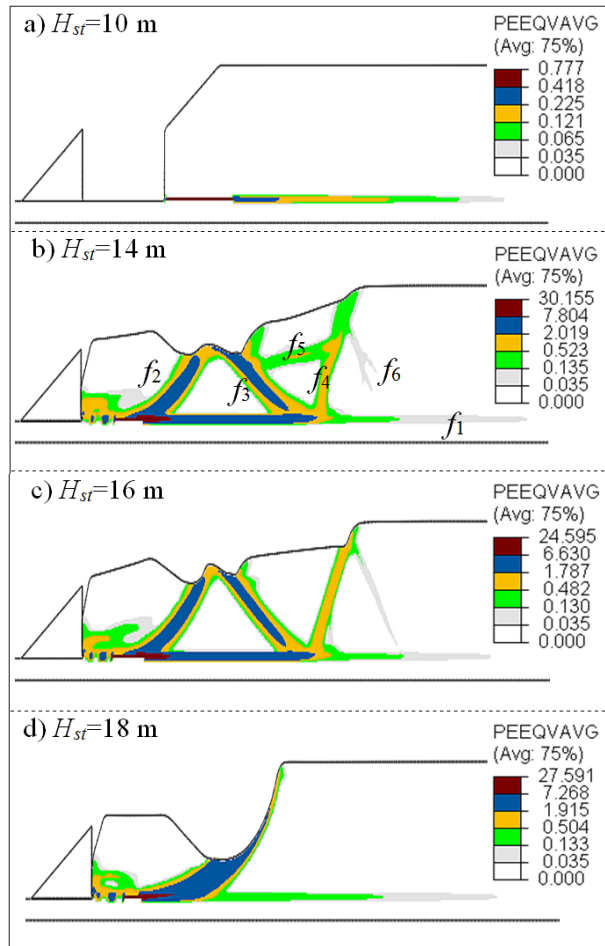 a) Hst=10 m
PEEQVAVG
(Avg: 75%)
0.777
0.418
0.225
0.121
0.065
0.035
0.000
b) Hst=14 m
PEEQVAVG
(Avg: 75%)
30.155
7.804
2.019
0.523
0.135
0.035
0.000
f2
f3
f5
f4
f6
f1
c) Hst=16 m
PEEQVAVG
(Avg: 75%)
24.595
6.630
1.787
0.482
0.130
0.035
0.000
d) Hst=18 m
PEEQVAVG
(Avg: 75%)
27.591
7.268
1.915
0.504
0.133
0.035
0.000